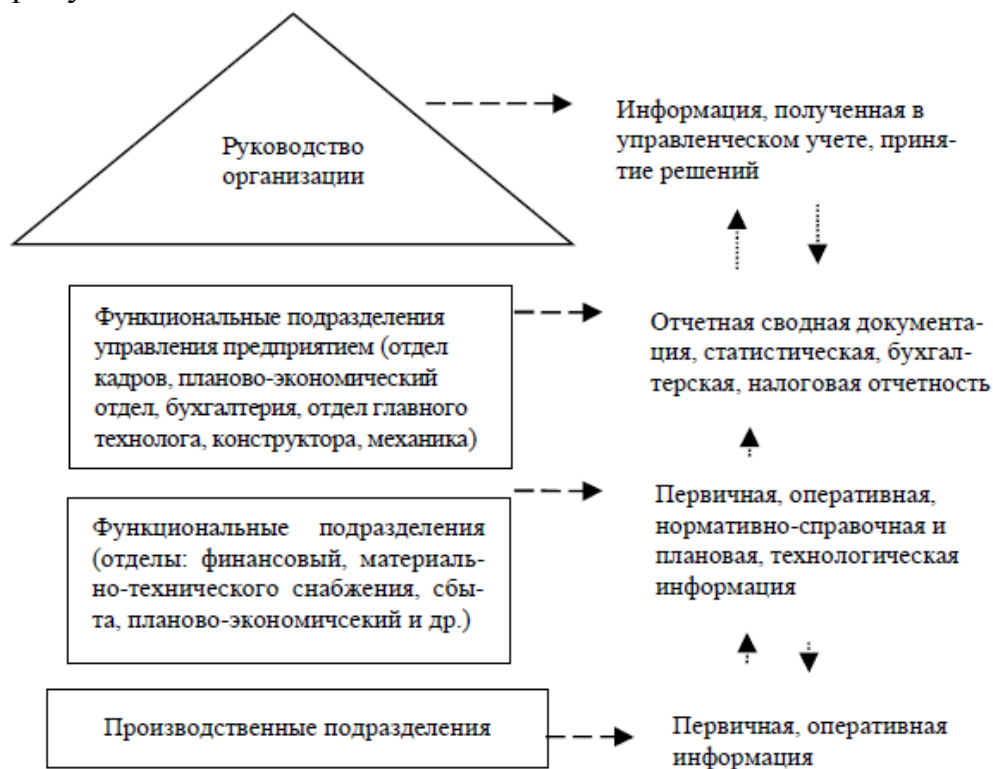 Руководство
организации
Информация, полученная в
управленческом учете, приня-
тие решений
Функциональные подразделения
управления предприятием (отдел
кадров, планово-экономический
отдел, бухгалтерия, отдел главного
технолога, конструктора, механика)
Отчетная сводная документа-
ция, статистическая, бухгал-
терская, налоговая отчетность
Функциональные подразделения
(отделы: финансовый, материаль-
но-технического снабжения, сбы-
та, планово-экономичсекий и др.)
Первичная, оперативная,
нормативно-справочная и
плановая, технологическая
информация
Производственные подразделения
Первичная, оперативная
информация